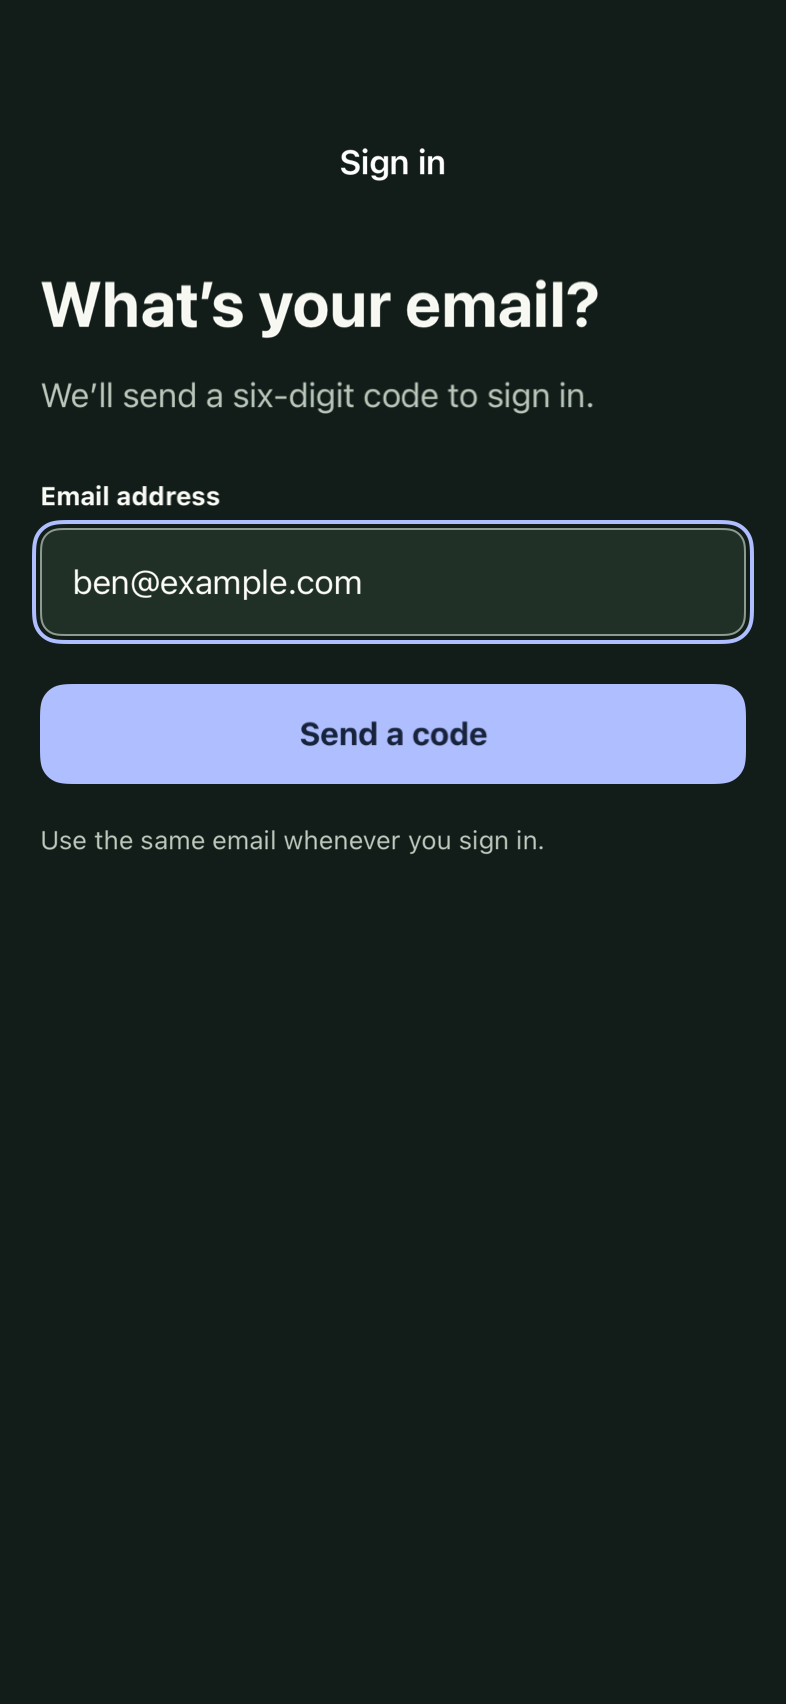 Sign in
What’s your email?
We’ll send a six-digit code to sign in.
Email address
ben@example.com
Send a code
Use the same email whenever you sign in.